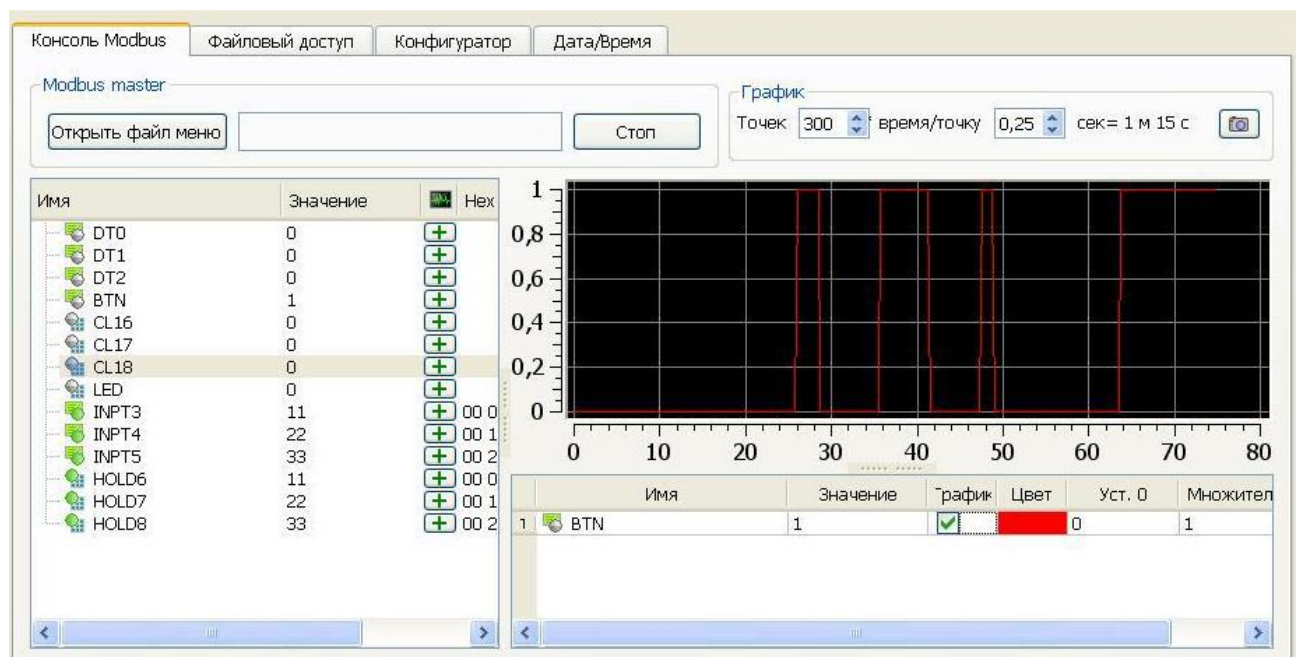 Консоль Modbus Файловый доступ Конфигуратор Дата/Время
Modbus master
Открыть файл меню Стоп
График
Точек 300 время/точку 0,25 сек= 1 м 15 с
Имя Значение Hex
DT0 0
DT1 0
DT2 0
BTN 1
CL16 0
CL17 0
CL18 0
LED 0
INPT3 11 00 0
INPT4 22 00 1
INPT5 33 00 2
HOLD6 11 00 0
HOLD7 22 00 1
HOLD8 33 00 2
1
0,8
0,6
0,4
0,2
0
0 10 20 30 40 50 60 70 80
Имя Значение рафик Цвет Уст. 0 Множител
1 BTN 1 0 1